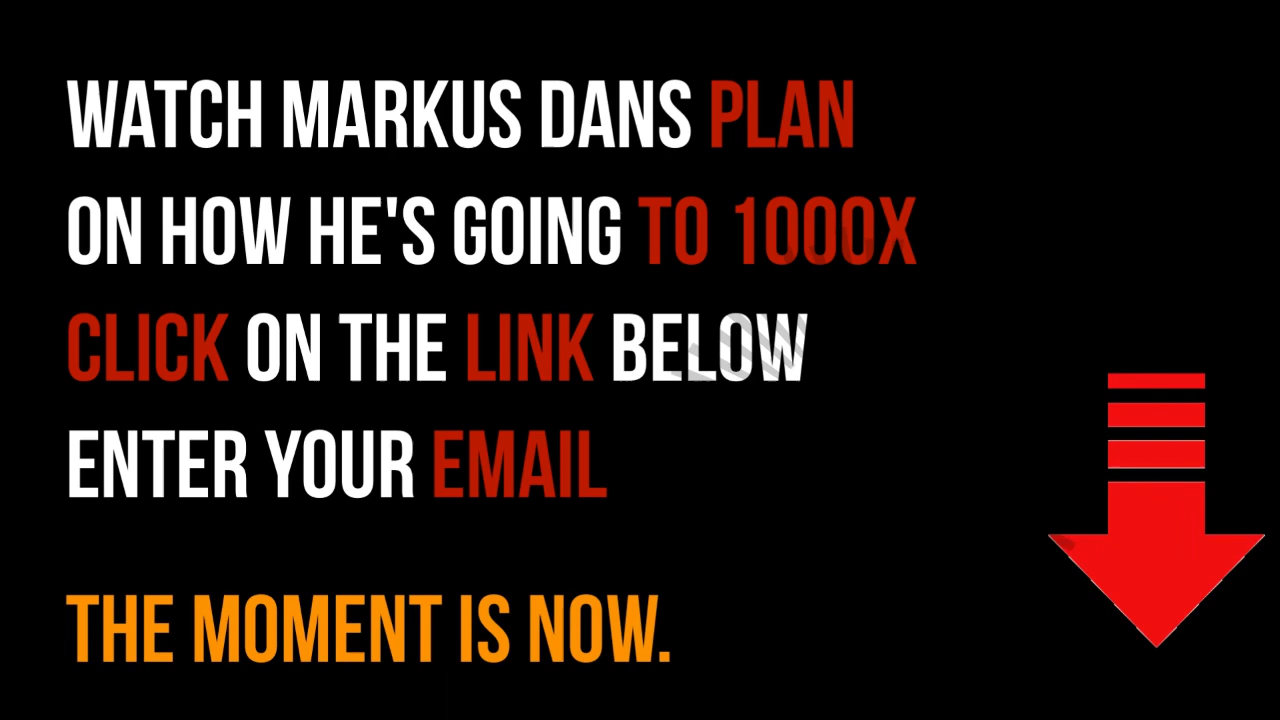 WATCH MARKUS DANS PLAN
ON HOW HE'S GOING TO 1000X
CLICK ON THE LINK BELOW
ENTER YOUR EMAIL
THE MOMENT IS NOW.